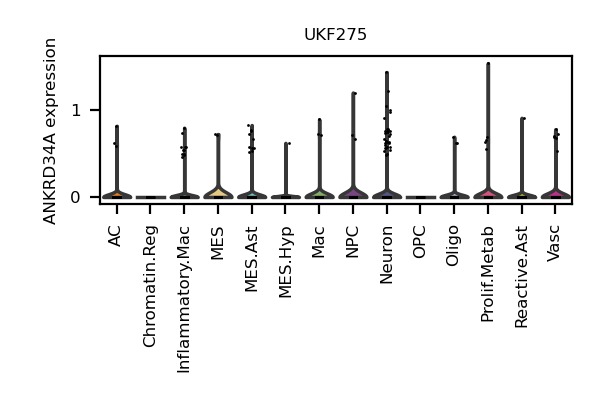 UKF275
ANKRD34A expression
1
0
AC
Chromatin.Reg
Inflammatory.Mac
MES
MES.Ast
MES.Hyp
Mac
NPC
Neuron
OPC
Oligo
Prolif.Metab
Reactive.Ast
Vasc